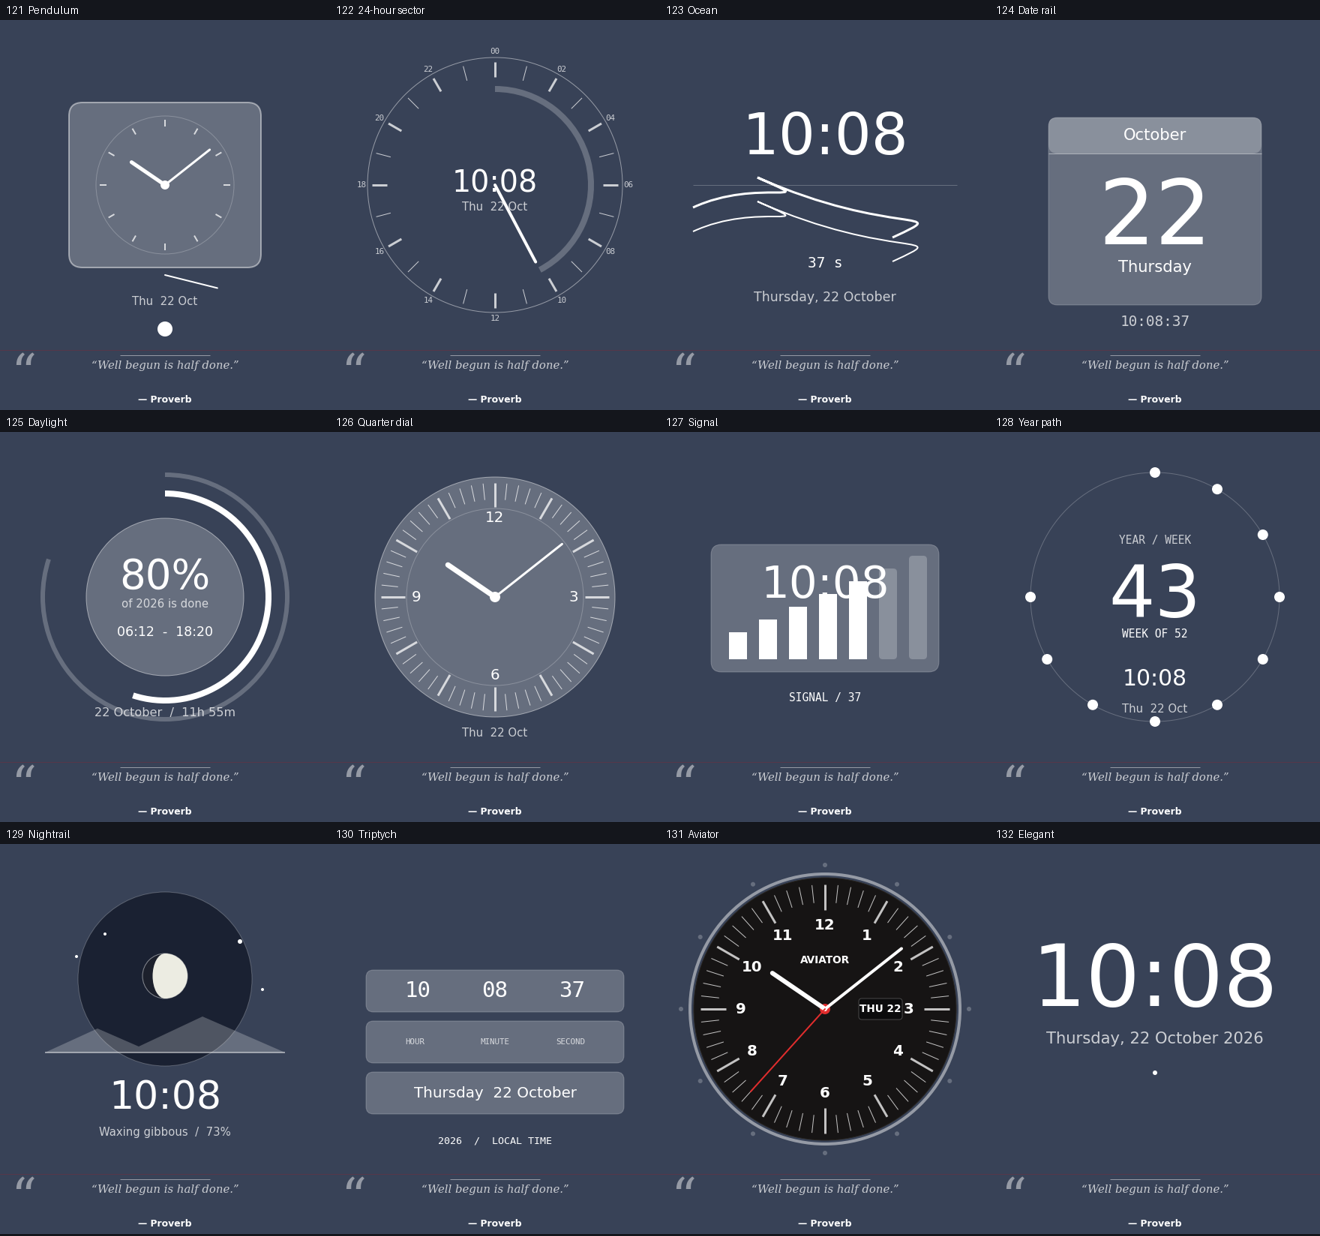 121 Pendulum
Thu 22 Oct
“
“Well begun is half done.”
— Proverb
122 24-hour sector
00
22
02
20
04
18
06
16
08
14
10
12
10:08
Thu 22 Oct
“
“Well begun is half done.”
— Proverb
123 Ocean
10:08
37 s
Thursday, 22 October
“
“Well begun is half done.”
— Proverb
124 Date rail
October
22
Thursday
10:08:37
“
“Well begun is half done.”
— Proverb
125 Daylight
80%
of 2026 is done
06:12 - 18:20
22 October / 11h 55m
“
“Well begun is half done.”
— Proverb
126 Quarter dial
12
9
3
6
Thu 22 Oct
“
“Well begun is half done.”
— Proverb
127 Signal
10:08
SIGNAL / 37
“
“Well begun is half done.”
— Proverb
128 Year path
YEAR / WEEK
43
WEEK OF 52
10:08
Thu 22 Oct
“
“Well begun is half done.”
— Proverb
129 Nightrail
10:08
Waxing gibbous / 73%
“
“Well begun is half done.”
— Proverb
130 Triptych
10 08 37
HOUR MINUTE SECOND
Thursday 22 October
2026 / LOCAL TIME
“
“Well begun is half done.”
— Proverb
131 Aviator
12
11
1
AVIATOR
10
2
9
THU 22
3
8
4
7
5
6
“
“Well begun is half done.”
— Proverb
132 Elegant
10:08
Thursday, 22 October 2026
“
“Well begun is half done.”
— Proverb